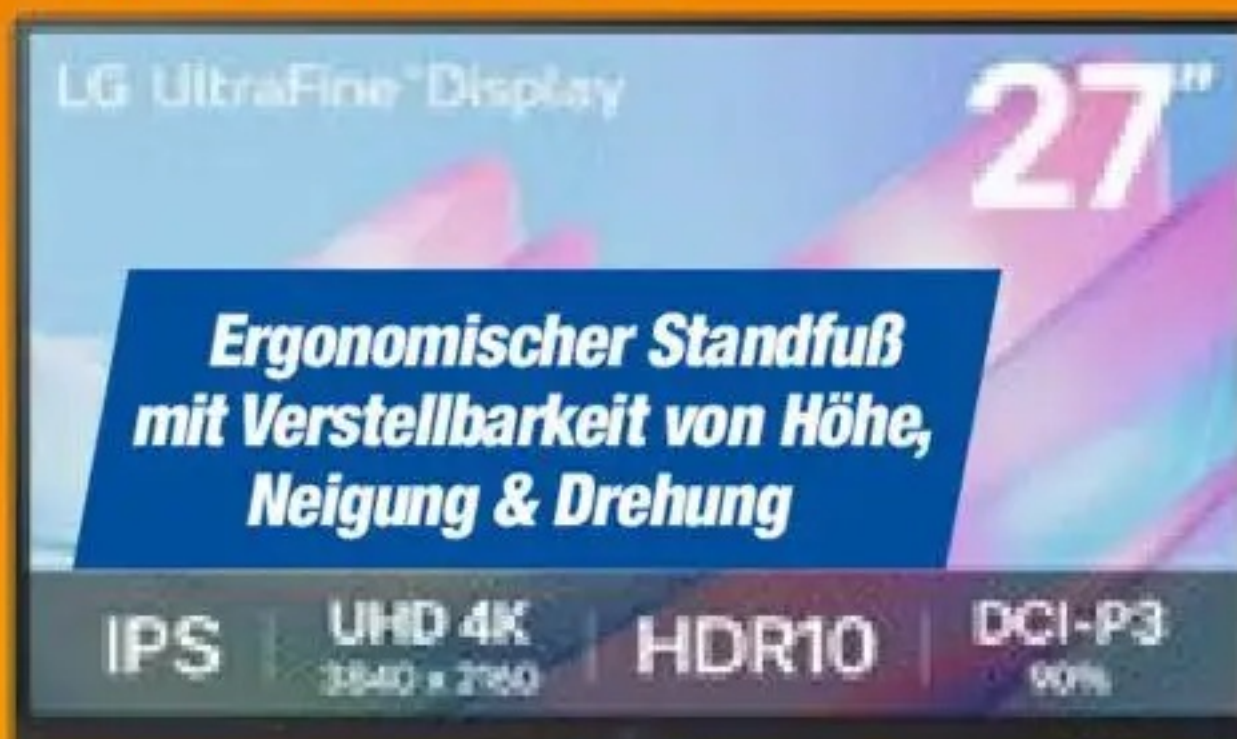 LG UltraFine™ Display
27"
Ergonomischer Standfuß
mit Verstellbarkeit von Höhe,
Neigung & Drehung
IPS
UHD 4K
3840 x 2160
HDR10
DCI-P3
90%